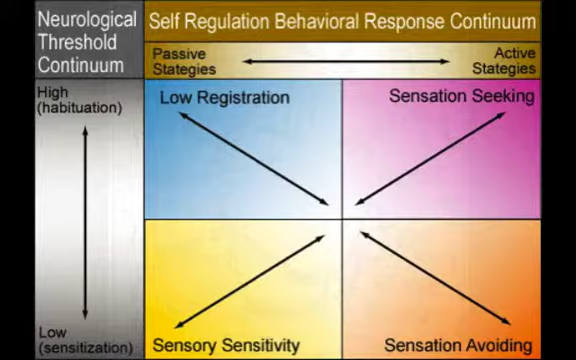 Neurological
Threshold
Continuum
Self Regulation Behavioral Response Continuum
Passive
Stategies
Active
Stategies
High
(habituation)
Low Registration
Sensation Seeking
Low
(sensitization)
Sensory Sensitivity
Sensation Avoiding